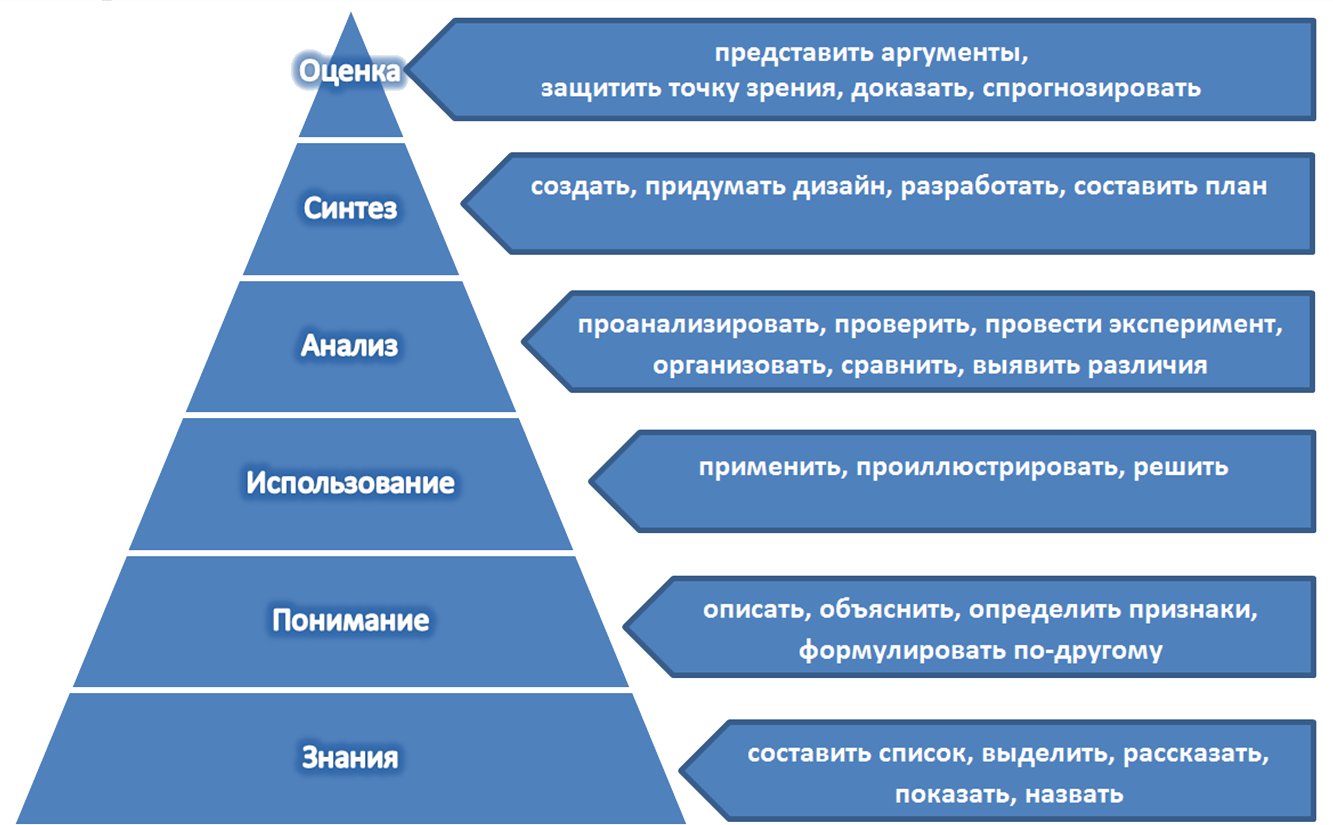 Оценка
представить аргументы,
защитить точку зрения, доказать, спрогнозировать
Синтез
создать, придумать дизайн, разработать, составить план
Анализ
проанализировать, проверить, провести эксперимент,
организовать, сравнить, выявить различия
Использование
применить, проиллюстрировать, решить
Понимание
описать, объяснить, определить признаки,
формулировать по-другому
Знания
составить список, выделить, рассказать,
показать, назвать